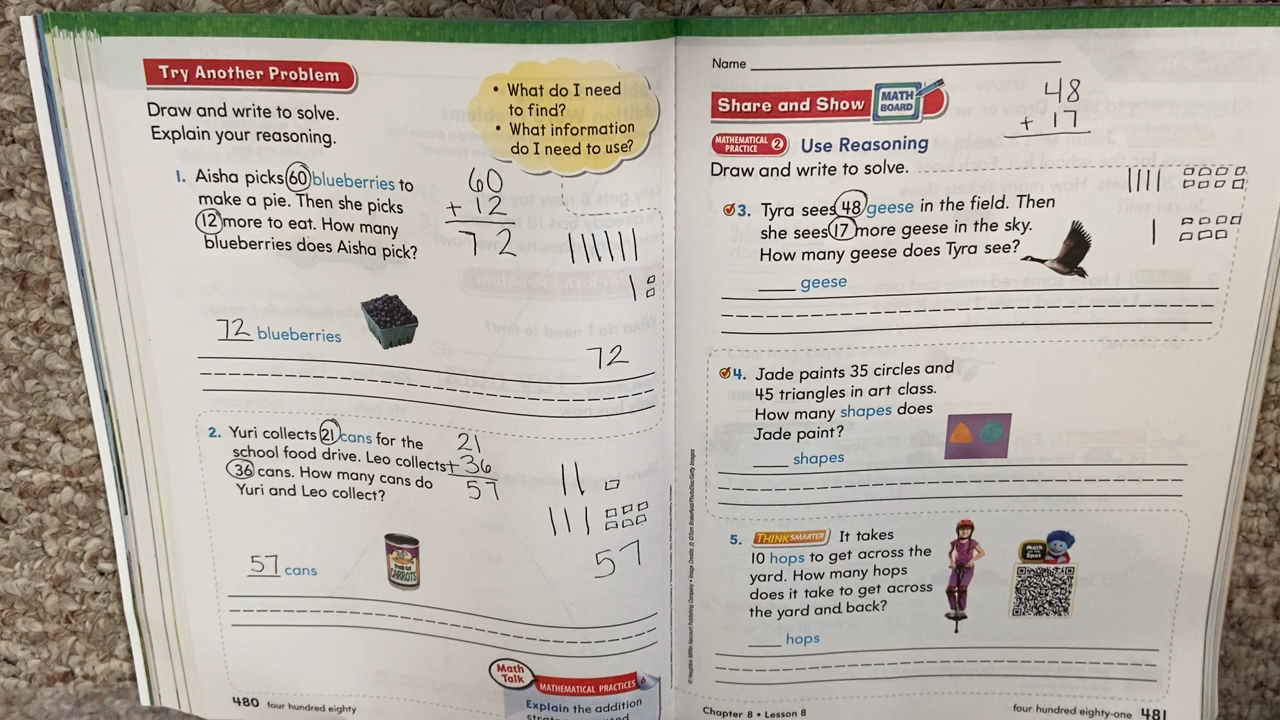 Try Another Problem
Draw and write to solve.
Explain your reasoning.
• What do I need
to find?
• What information
do I need to use?
1. Aisha picks 60 blueberries to
make a pie. Then she picks
12 more to eat. How many
blueberries does Aisha pick?
60
+ 12
72
72 blueberries
72
2. Yuri collects 21 cans for the
school food drive. Leo collects
36 cans. How many cans do
Yuri and Leo collect?
21
+ 36
57
57 cans
CARROTS
57
Math
Talk
MATHEMATICAL PRACTICES 6
Explain the addition
480 four hundred eighty
Name
Share and Show
MATH
BOARD
48
+ 17
MATHEMATICAL
PRACTICE 2
Use Reasoning
Draw and write to solve.
3. Tyra sees 48 geese in the field. Then
she sees 17 more geese in the sky.
How many geese does Tyra see?
geese
4. Jade paints 35 circles and
45 triangles in art class.
How many shapes does
Jade paint?
shapes
5. THINK SMARTER It takes
10 hops to get across the
yard. How many hops
does it take to get across
the yard and back?
hops
Math
on the
Spot
Chapter 8 • Lesson 8
four hundred eighty-one 481